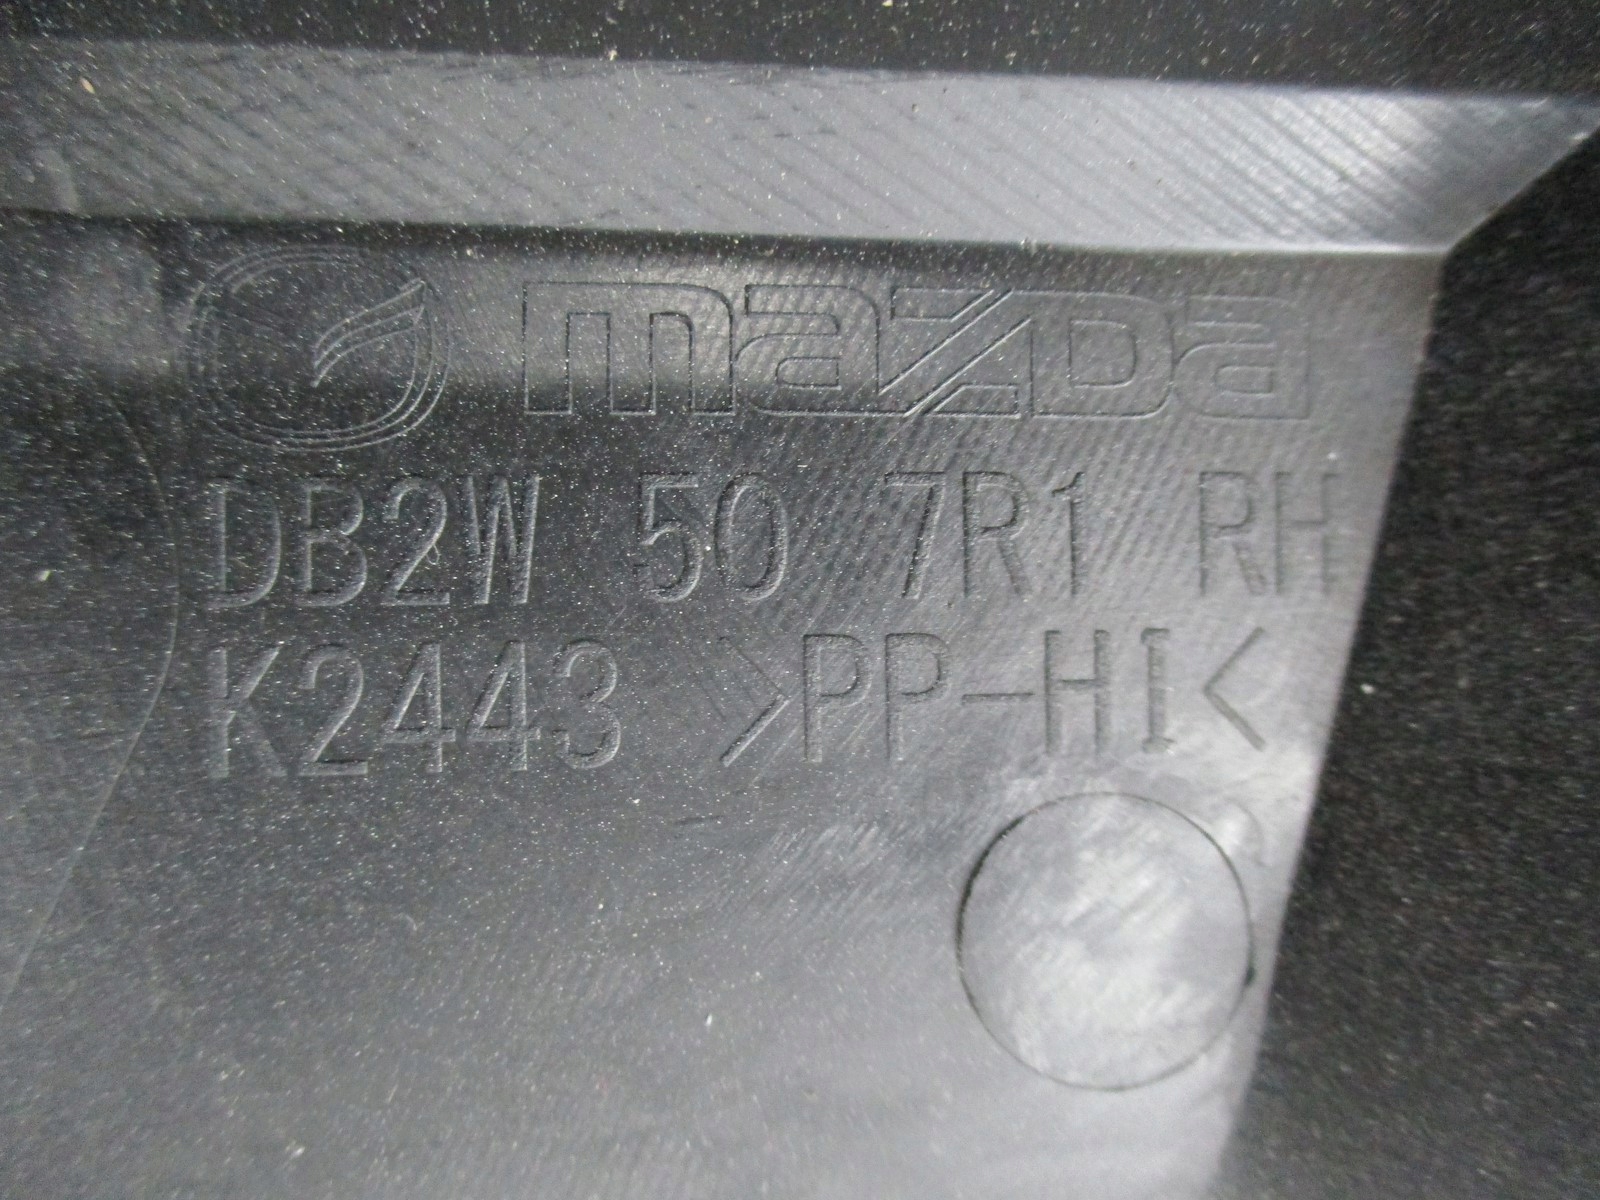 mazda
DB2W 50 7R1 RH
K2443 >PP-HI<